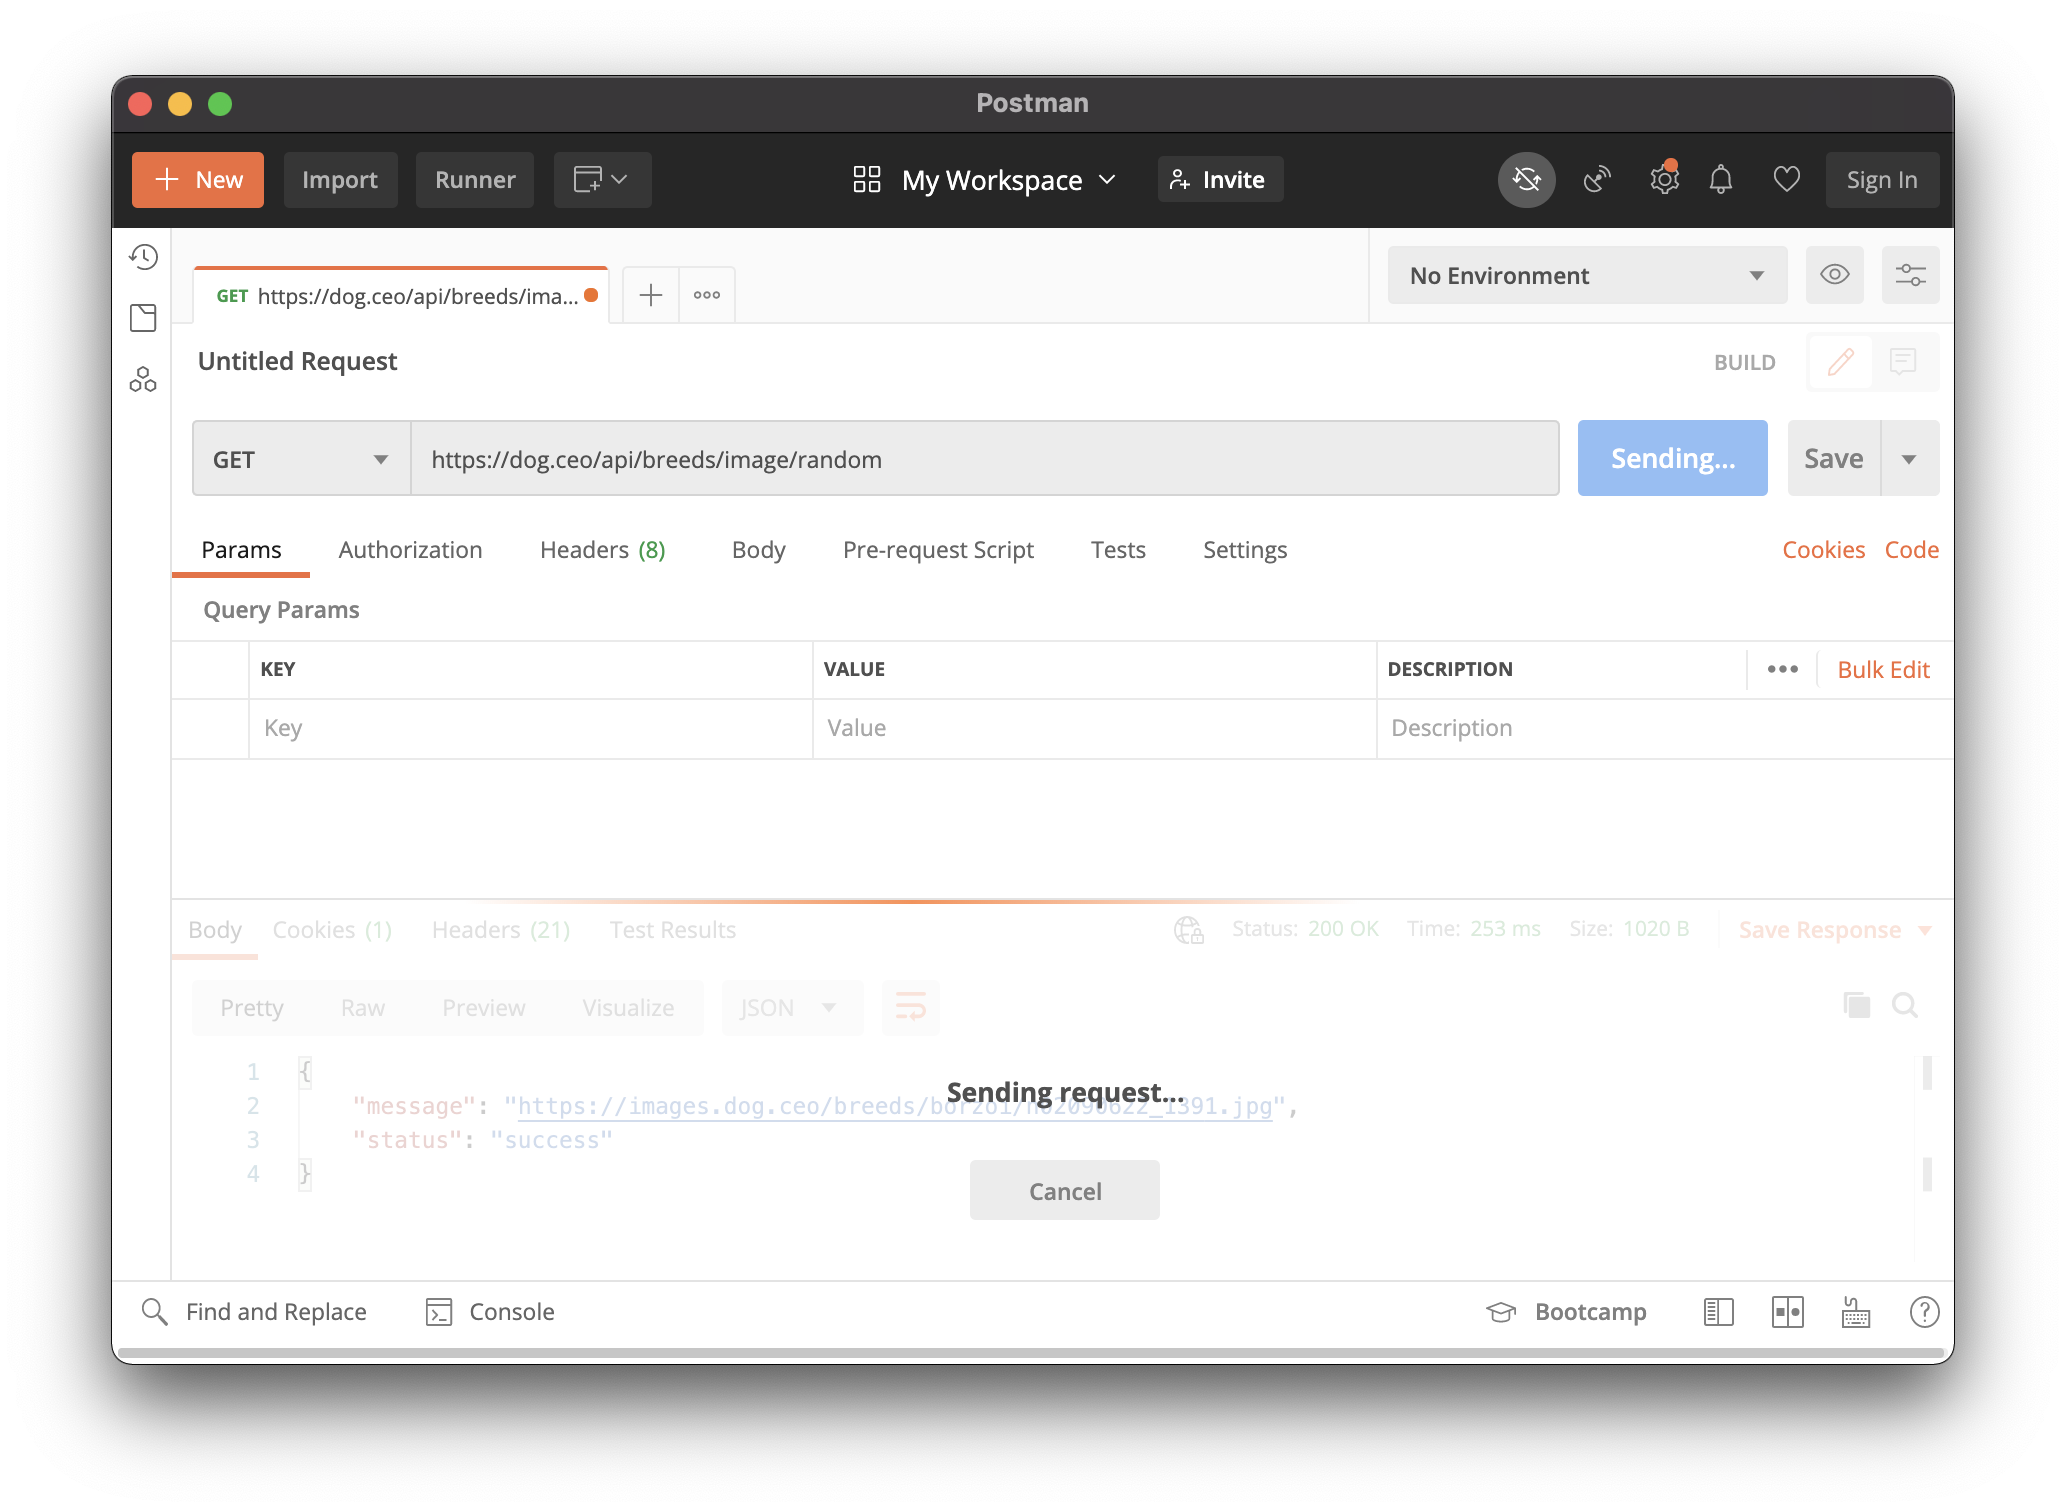 Postman
New
Import
Runner
My Workspace
Invite
Sign In
GET https://dog.ceo/api/breeds/ima...
No Environment
Untitled Request
BUILD
GET
https://dog.ceo/api/breeds/image/random
Sending...
Save
Params
Authorization
Headers (8)
Body
Pre-request Script
Tests
Settings
Cookies
Code
Query Params
KEY
VALUE
DESCRIPTION
Bulk Edit
Key
Value
Description
Body
Cookies (1)
Headers (21)
Test Results
Status: 200 OK
Time: 253 ms
Size: 1020 B
Save Response
Pretty
Raw
Preview
Visualize
JSON
1 {
2 "message": "https://images.dog.ceo/breeds/borzoi/n02090622_1391.jpg",
3 "status": "success"
4 }
Sending request...
Cancel
Find and Replace
Console
Bootcamp